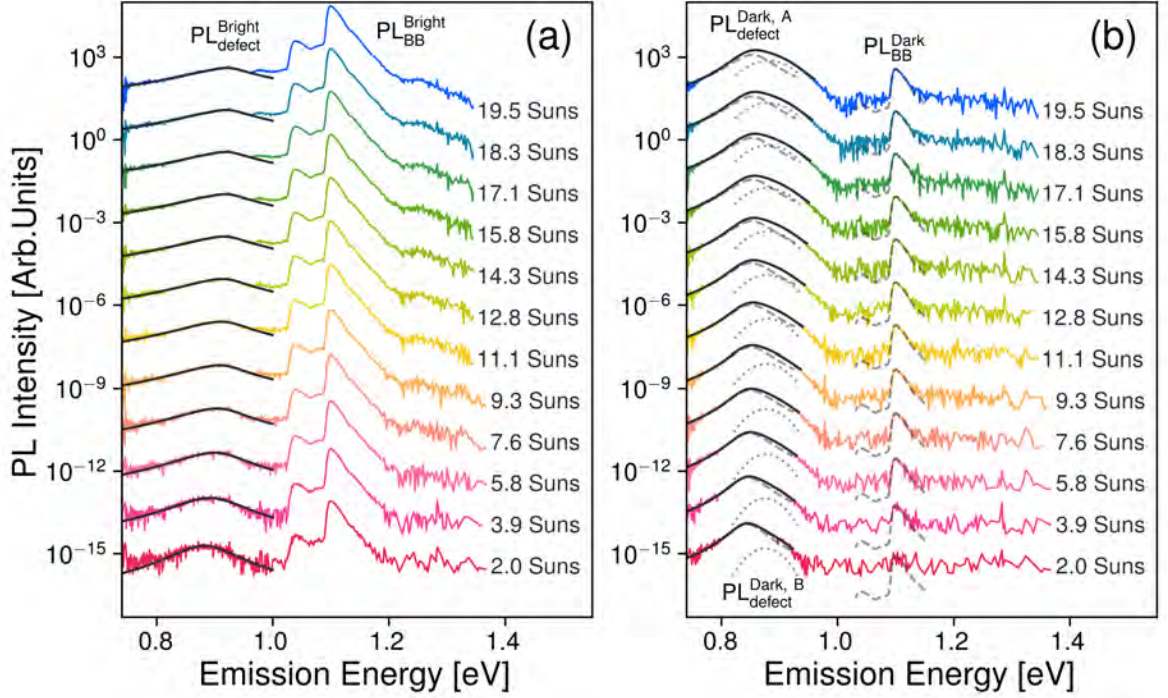 PL Intensity [Arb.Units]
10^3
10^0
10^−3
10^−6
10^−9
10^−12
10^−15
(a)
PL^Bright_defect
PL^Bright_BB
19.5 Suns
18.3 Suns
17.1 Suns
15.8 Suns
14.3 Suns
12.8 Suns
11.1 Suns
9.3 Suns
7.6 Suns
5.8 Suns
3.9 Suns
2.0 Suns
0.8 1.0 1.2 1.4
Emission Energy [eV]
(b)
PL^Dark, A_defect
PL^Dark_BB
10^3
10^0
10^−3
10^−6
10^−9
10^−12
10^−15
19.5 Suns
18.3 Suns
17.1 Suns
15.8 Suns
14.3 Suns
12.8 Suns
11.1 Suns
9.3 Suns
7.6 Suns
5.8 Suns
3.9 Suns
2.0 Suns
PL^Dark, B_defect
0.8 1.0 1.2 1.4
Emission Energy [eV]